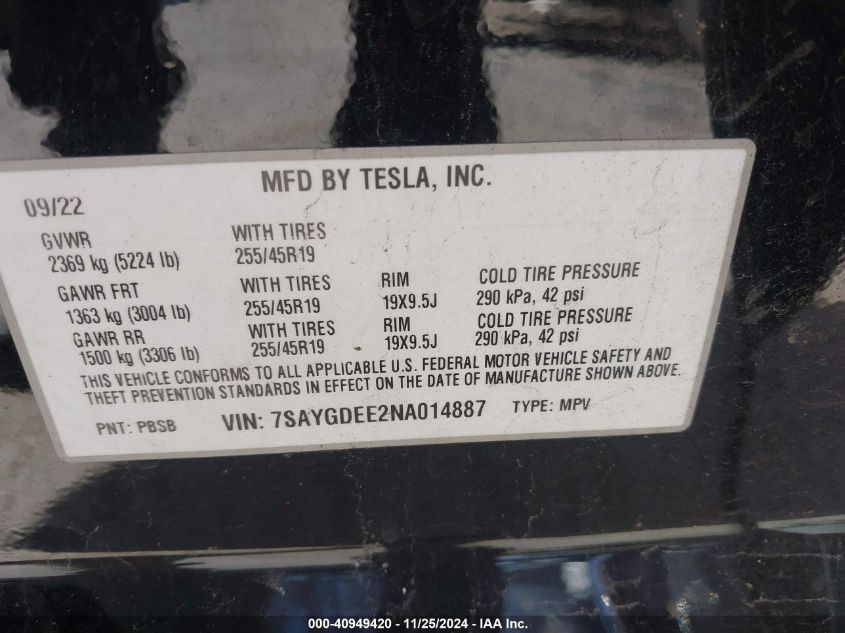 MFD BY TESLA, INC.
09/22
GVWR WITH TIRES
2369 kg (5224 lb) 255/45R19
GAWR FRT WITH TIRES RIM COLD TIRE PRESSURE
1363 kg (3004 lb) 255/45R19 19X9.5J 290 kPa, 42 psi
GAWR RR WITH TIRES RIM COLD TIRE PRESSURE
1500 kg (3306 lb) 255/45R19 19X9.5J 290 kPa, 42 psi
THIS VEHICLE CONFORMS TO ALL APPLICABLE U.S. FEDERAL MOTOR VEHICLE SAFETY AND
THEFT PREVENTION STANDARDS IN EFFECT ON THE DATE OF MANUFACTURE SHOWN ABOVE.
PNT: PBSB VIN: 7SAYGDEE2NA014887 TYPE: MPV
000-40949420 - 11/25/2024 - IAA Inc.